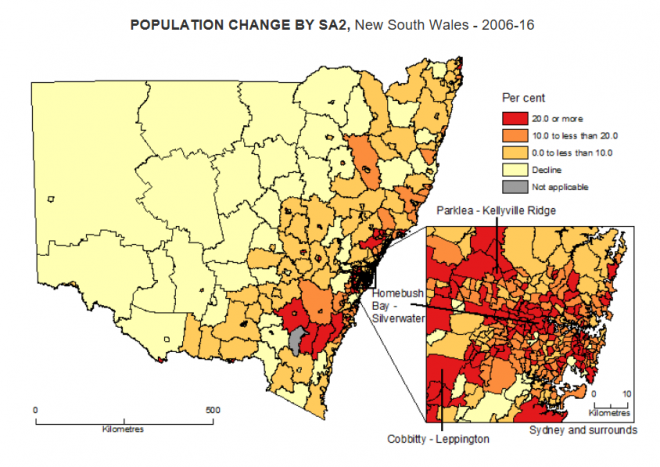 POPULATION CHANGE BY SA2, New South Wales - 2006-16
Per cent
20.0 or more
10.0 to less than 20.0
0.0 to less than 10.0
Decline
Not applicable
Parklea - Kellyville Ridge
Homebush
Bay -
Silverwater
0 500
Kilometres
0 10
Kilometres
Sydney and surrounds
Cobbitty - Leppington